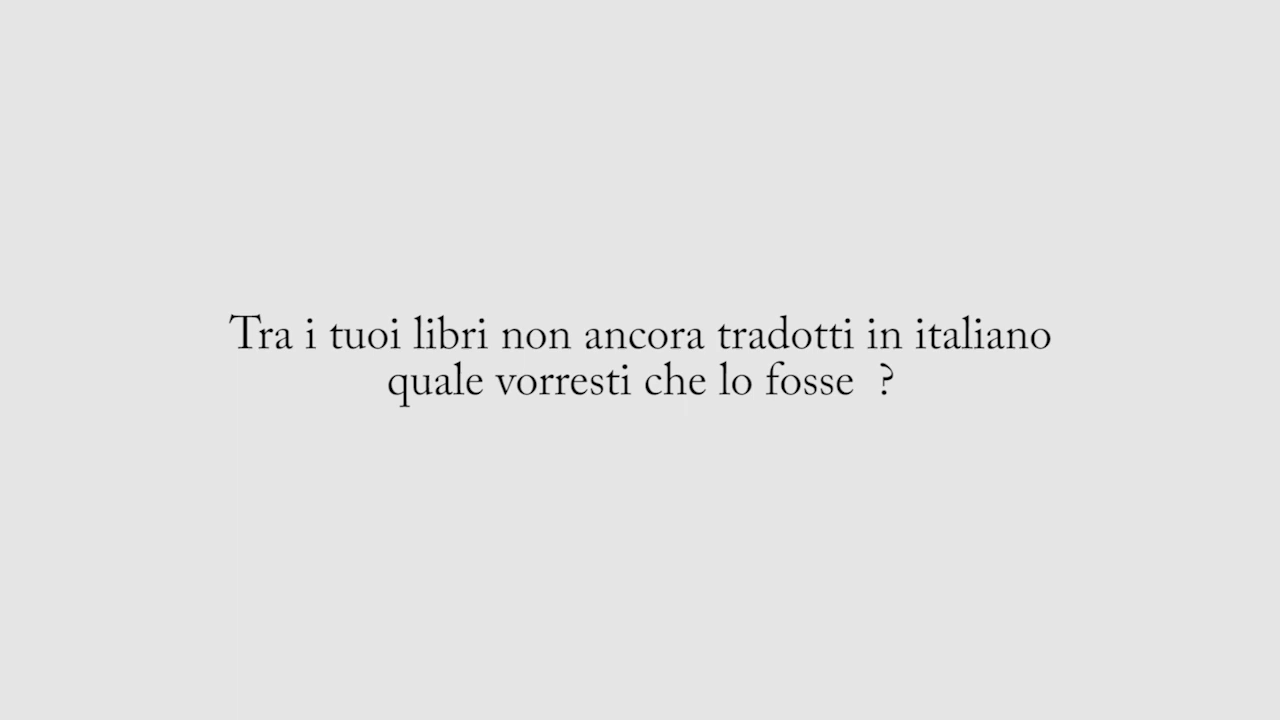 Tra i tuoi libri non ancora tradotti in italiano
quale vorresti che lo fosse  ?